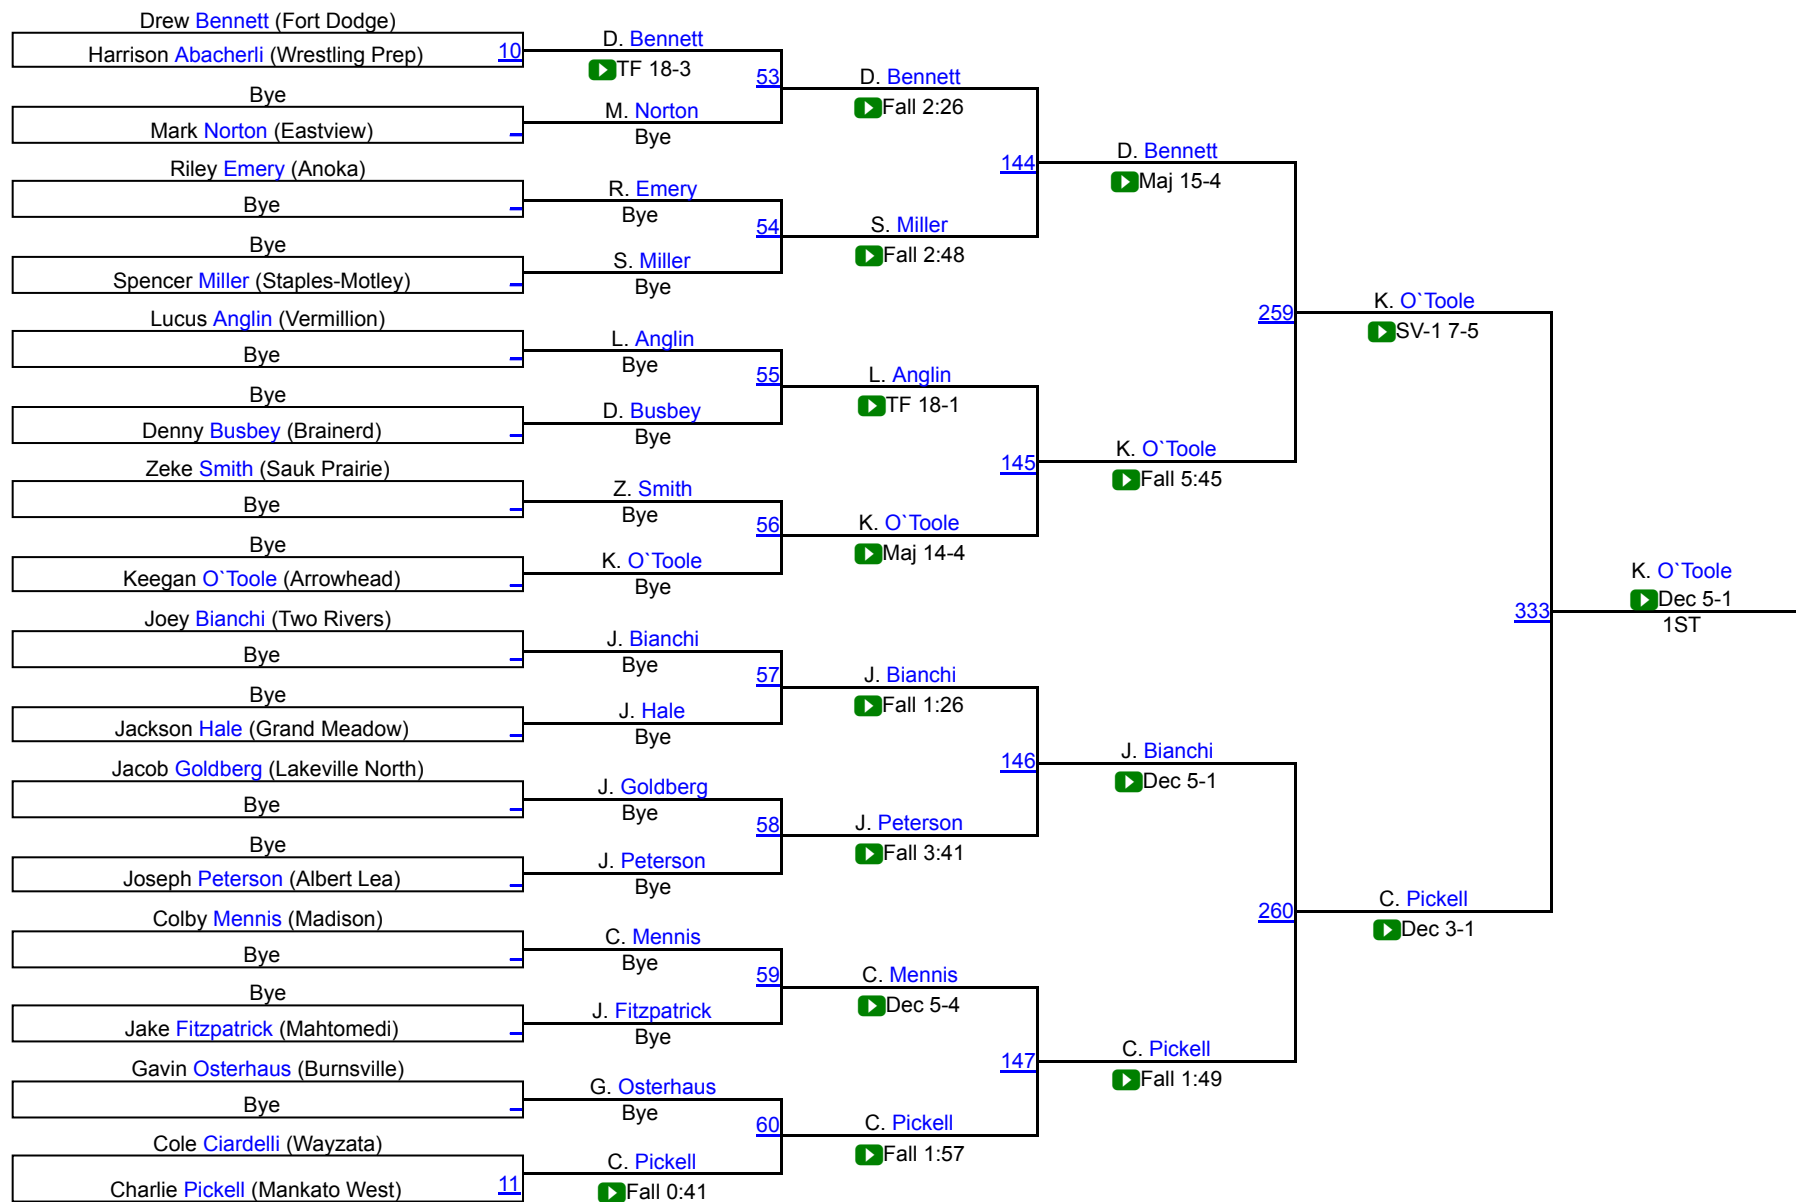 Drew Bennett (Fort Dodge)
Harrison Abacherli (Wrestling Prep) 10
Bye
Mark Norton (Eastview)
Riley Emery (Anoka)
Bye
Bye
Spencer Miller (Staples-Motley)
Lucus Anglin (Vermillion)
Bye
Bye
Denny Busbey (Brainerd)
Zeke Smith (Sauk Prairie)
Bye
Bye
Keegan O`Toole (Arrowhead)
Joey Bianchi (Two Rivers)
Bye
Bye
Jackson Hale (Grand Meadow)
Jacob Goldberg (Lakeville North)
Bye
Bye
Joseph Peterson (Albert Lea)
Colby Mennis (Madison)
Bye
Bye
Jake Fitzpatrick (Mahtomedi)
Gavin Osterhaus (Burnsville)
Bye
Cole Ciardelli (Wayzata)
Charlie Pickell (Mankato West) 11
D. Bennett
TF 18-3
53
M. Norton
Bye
R. Emery
Bye
54
S. Miller
Bye
L. Anglin
Bye
55
D. Busbey
Bye
Z. Smith
Bye
56
K. O`Toole
Bye
J. Bianchi
Bye
57
J. Hale
Bye
J. Goldberg
Bye
58
J. Peterson
Bye
C. Mennis
Bye
59
J. Fitzpatrick
Bye
G. Osterhaus
Bye
60
C. Pickell
Fall 0:41
D. Bennett
Fall 2:26
144
S. Miller
Fall 2:48
L. Anglin
TF 18-1
145
K. O`Toole
Maj 14-4
J. Bianchi
Fall 1:26
146
J. Peterson
Fall 3:41
C. Mennis
Dec 5-4
147
C. Pickell
Fall 1:57
D. Bennett
Maj 15-4
259
K. O`Toole
Fall 5:45
J. Bianchi
Dec 5-1
260
C. Pickell
Fall 1:49
K. O`Toole
SV-1 7-5
333
C. Pickell
Dec 3-1
K. O`Toole
Dec 5-1
1ST